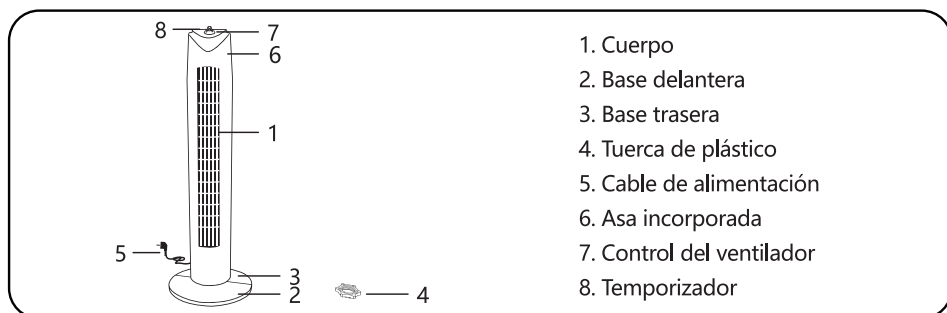 8
7
6
1
5
3
2
4
1. Cuerpo
2. Base delantera
3. Base trasera
4. Tuerca de plástico
5. Cable de alimentación
6. Asa incorporada
7. Control del ventilador
8. Temporizador